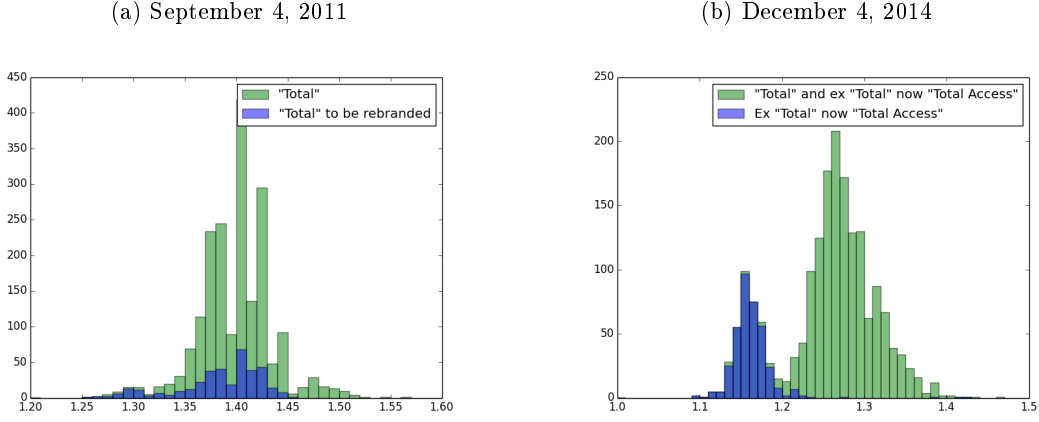 (a) September 4, 2011
(b) December 4, 2014
450
400
350
300
250
200
150
100
50
0
"Total"
"Total" to be rebranded
1.20 1.25 1.30 1.35 1.40 1.45 1.50 1.55 1.60
250
200
150
100
50
0
"Total" and ex "Total" now "Total Access"
Ex "Total" now "Total Access"
1.0 1.1 1.2 1.3 1.4 1.5